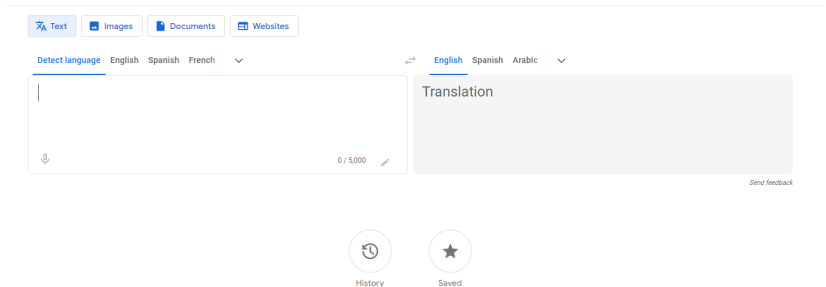 Text Images Documents Websites
Detect language English Spanish French English Spanish Arabic
Translation
0 / 5,000
Send feedback
History Saved